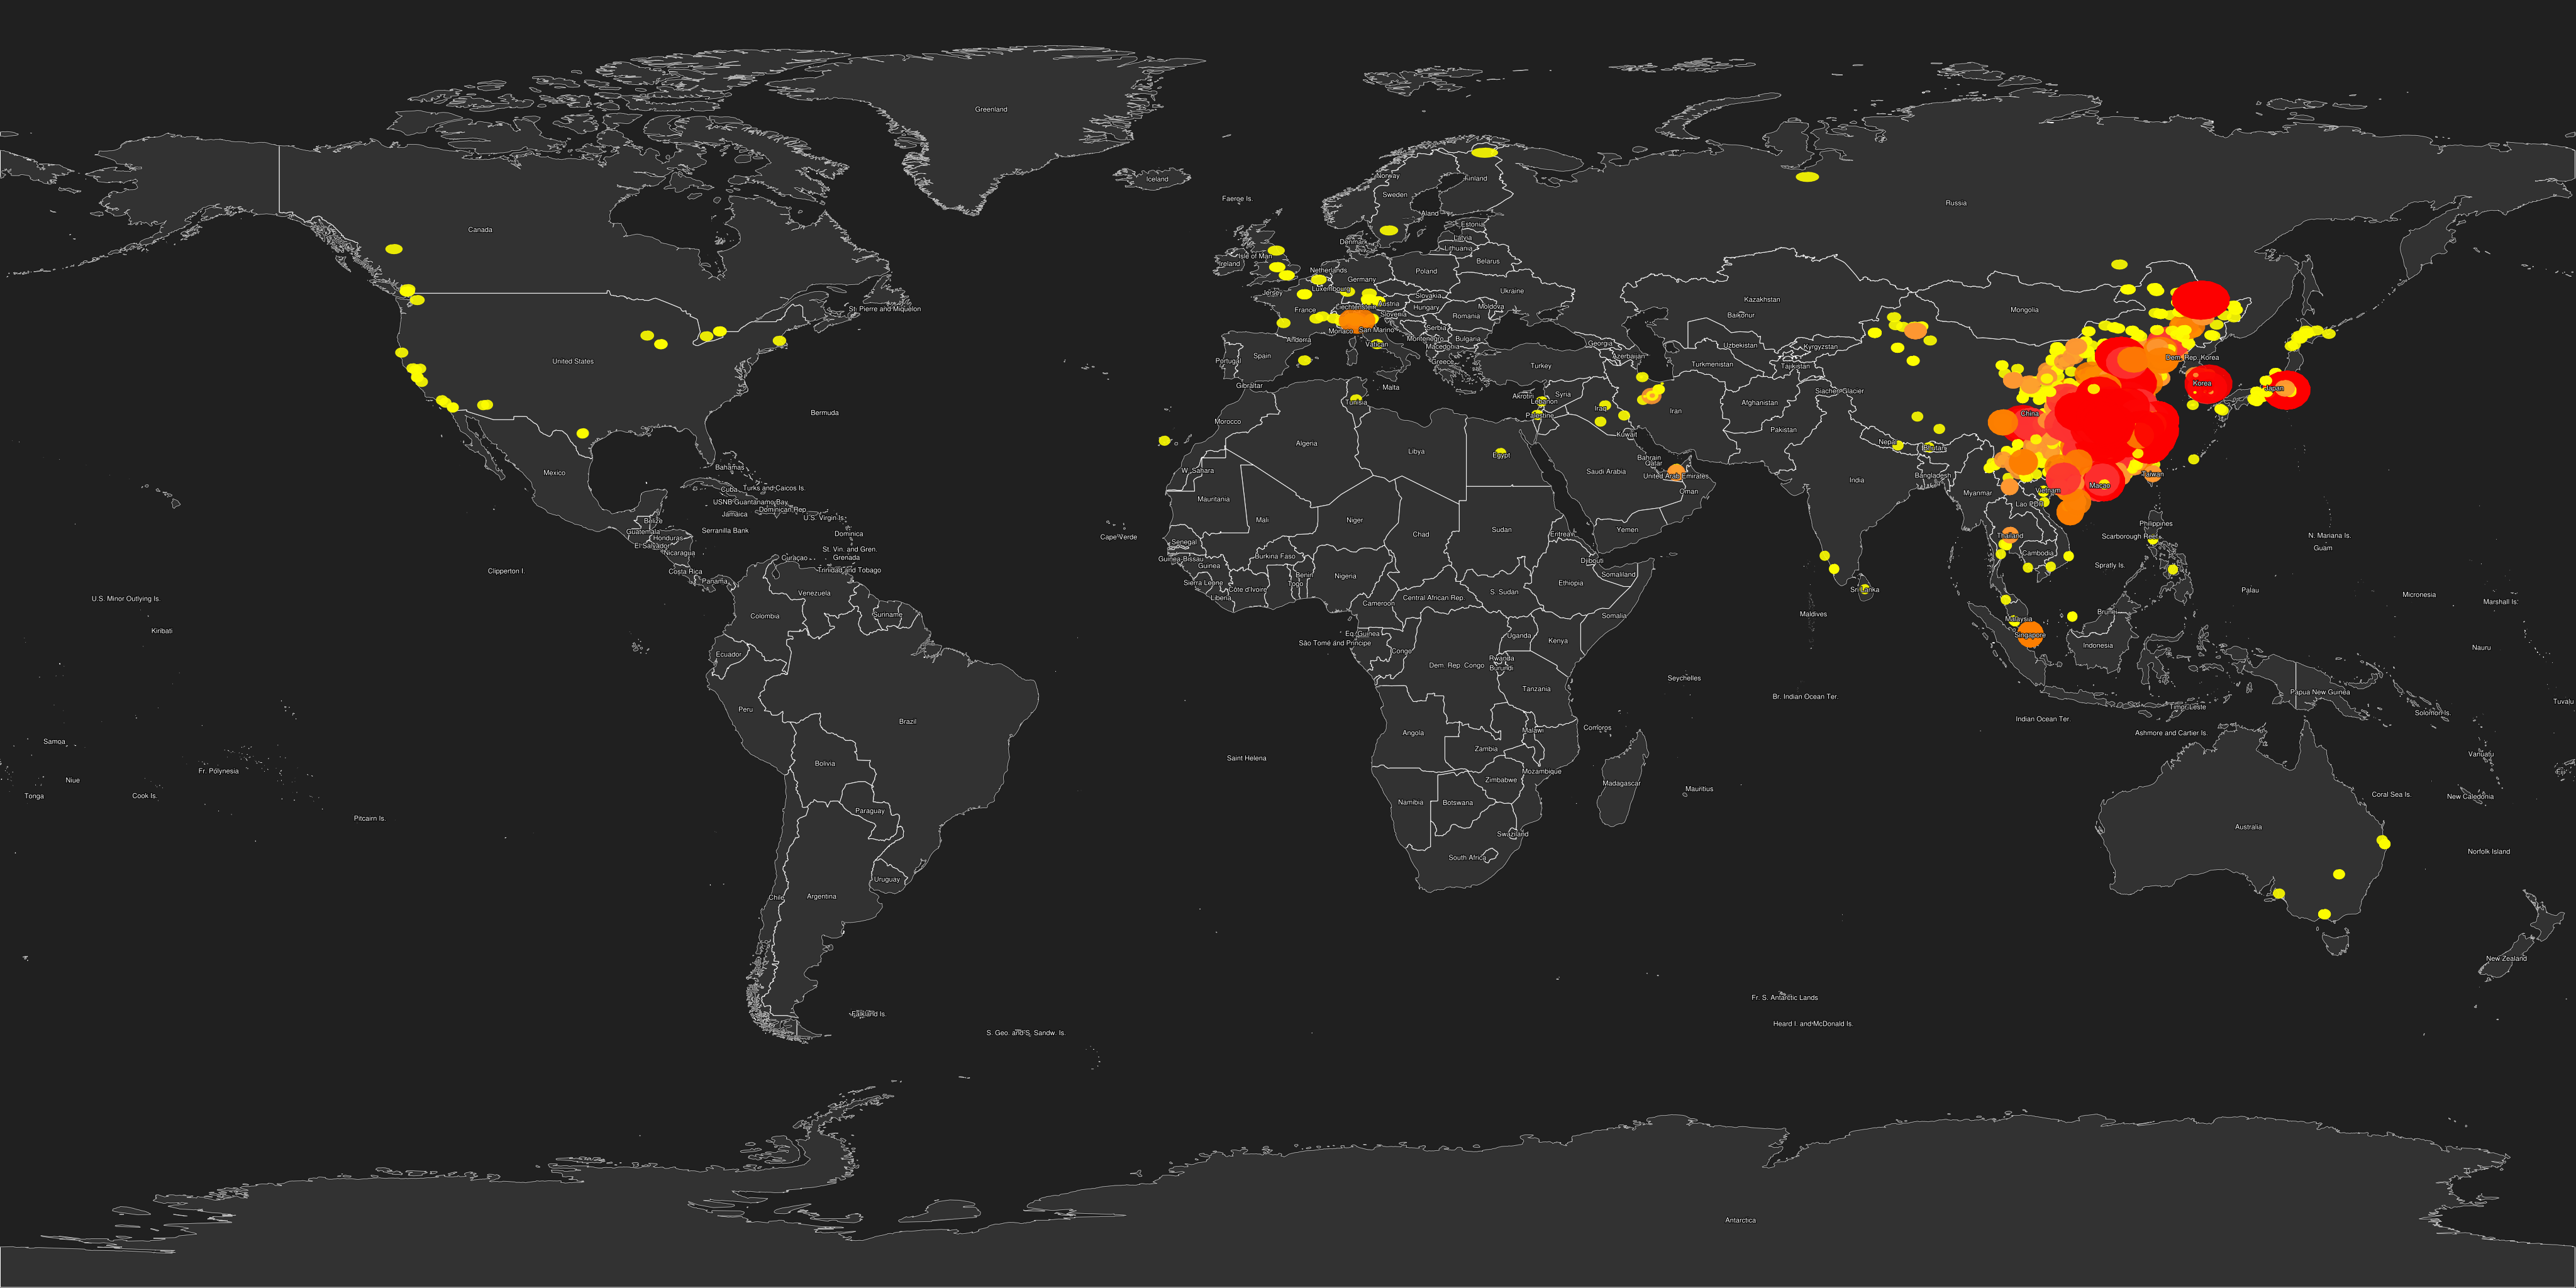 Greenland
Iceland
Norway
Finland
Sweden
Russia
Faeroe Is.
Aland
Estonia
Canada
Latvia
Denmark
Lithuania
Isle of Man
Ireland
Belarus
Netherlands
Poland
Germany
Luxembourg
Ukraine
Jersey
Slovakia
Kazakhstan
Austria
Liechtenstein
Hungary
Moldova
St. Pierre and Miquelon
France
Slovenia
Mongolia
Baikonur
Romania
Serbia
Monaco
San Marino
Andorra
Montenegro
Bulgaria
Vatican
Macedonia
Georgia
Uzbekistan
Kyrgyzstan
Spain
Portugal
Azerbaijan
Dem. Rep. Korea
United States
Greece
Turkey
Turkmenistan
Tajikistan
Gibraltar
Malta
Korea
Japan
Siachen Glacier
Akrotiri
Syria
Lebanon
Tunisia
Afghanistan
Iraq
Iran
Bermuda
Palestine
China
Morocco
Pakistan
Kuwait
Algeria
Nepal
Bhutan
Libya
Egypt
Bahrain
Qatar
Bahamas
W. Sahara
Saudi Arabia
United Arab Emirates
Mexico
India
Bangladesh
Taiwan
Cuba
Turks and Caicos Is.
Macao
Oman
Vietnam
Myanmar
Mauritania
USNB Guantanamo Bay
Lao PDR
Dominican Rep.
Jamaica
U.S. Virgin Is.
Mali
Niger
Belize
Philippines
Serranilla Bank
Sudan
Yemen
Guatemala
Dominica
Chad
Eritrea
Thailand
Scarborough Reef
N. Mariana Is.
Cape Verde
Honduras
Senegal
El Salvador
Guam
St. Vin. and Gren.
Nicaragua
Burkina Faso
Cambodia
Curaçao
Grenada
Guinea-Bissau
Djibouti
Guinea
Spratly Is.
Clipperton I.
Costa Rica
Trinidad and Tobago
Benin
Nigeria
Somaliland
Panama
Sierra Leone
Togo
Ethiopia
Côte d'Ivoire
Sri Lanka
Palau
Venezuela
S. Sudan
Micronesia
U.S. Minor Outlying Is.
Liberia
Central African Rep.
Marshall Is.
Cameroon
Brunei
Maldives
Colombia
Suriname
Somalia
Malaysia
Kiribati
Eq. Guinea
Uganda
Singapore
São Tomé and Principe
Kenya
Indonesia
Congo
Nauru
Ecuador
Rwanda
Dem. Rep. Congo
Burundi
Seychelles
Tanzania
Papua New Guinea
Br. Indian Ocean Ter.
Tuvalu
Peru
Timor-Leste
Solomon Is.
Brazil
Indian Ocean Ter.
Comoros
Malawi
Angola
Ashmore and Cartier Is.
Samoa
Zambia
Vanuatu
Saint Helena
Bolivia
Fr. Polynesia
Mozambique
Niue
Zimbabwe
Madagascar
Mauritius
Tonga
Cook Is.
Coral Sea Is.
New Caledonia
Namibia
Botswana
Paraguay
Pitcairn Is.
Australia
Swaziland
Norfolk Island
South Africa
Uruguay
Chile
Argentina
New Zealand
Fr. S. Antarctic Lands
Falkland Is.
Heard I. and McDonald Is.
S. Geo. and S. Sandw. Is.
Antarctica